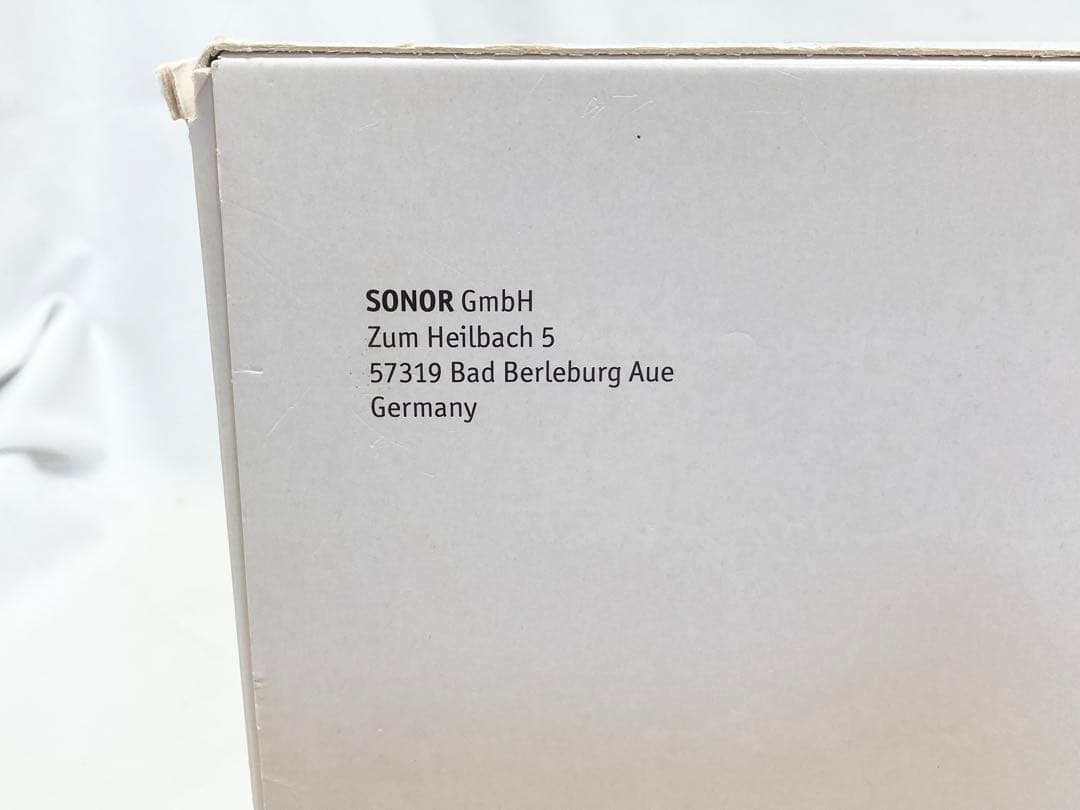 SONOR GmbH
Zum Heilbach 5
57319 Bad Berleburg Aue
Germany